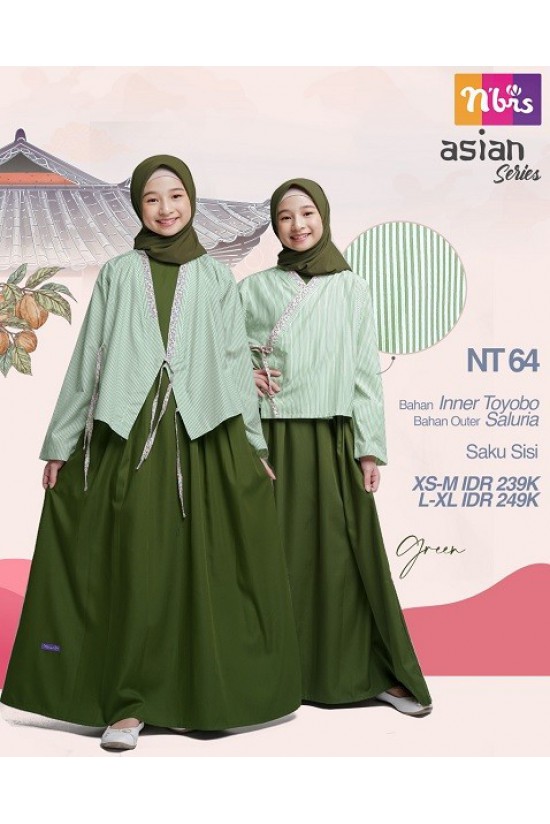 n'brs
asian
Series
NT 64
Bahan Inner Toyobo
Bahan Outer Saluria
Saku Sisi
XS-M IDR 239K
L-XL IDR 249K
Green